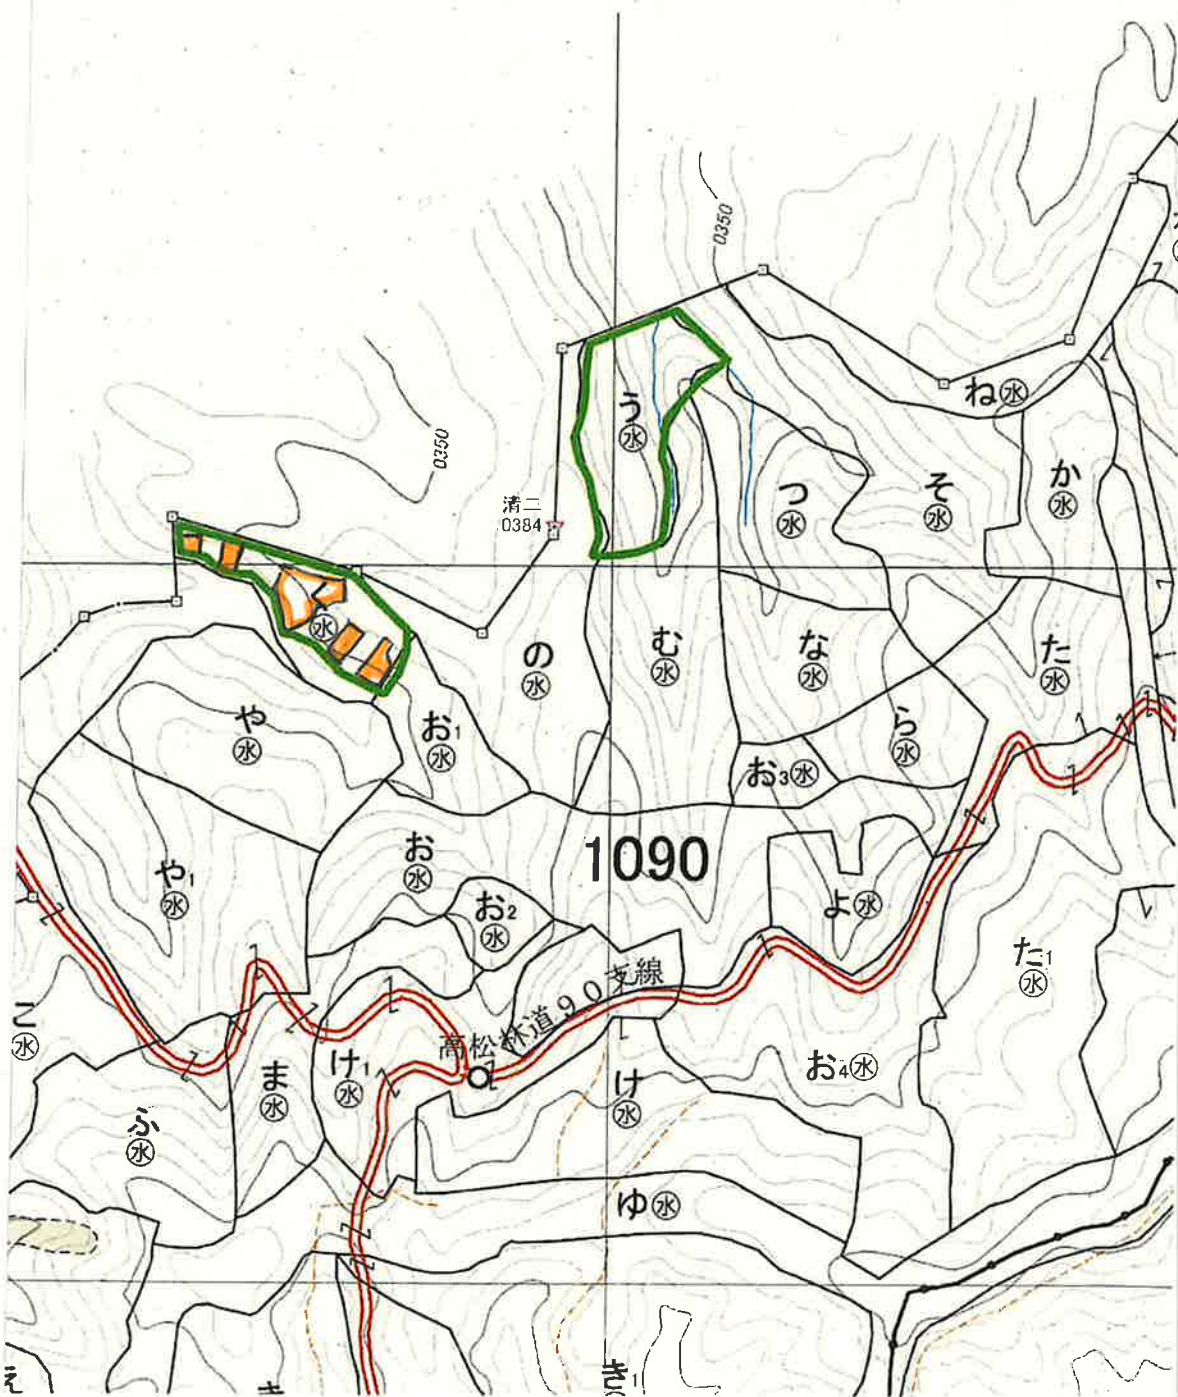 0350
0350
ね㊌
う
㊌
か
㊌
そ
㊌
つ
㊌
清二
0384
㊌
の
㊌
む
㊌
な
㊌
た
㊌
や
㊌
お1
㊌
ら
㊌
お3㊌
1090
お
㊌
や1
㊌
お2
㊌
よ㊌
た1
㊌
高松林道90支線
こ
㊌
ま
㊌
け1
㊌
け
㊌
お4㊌
ふ
㊌
ゆ㊌
え
き
き1